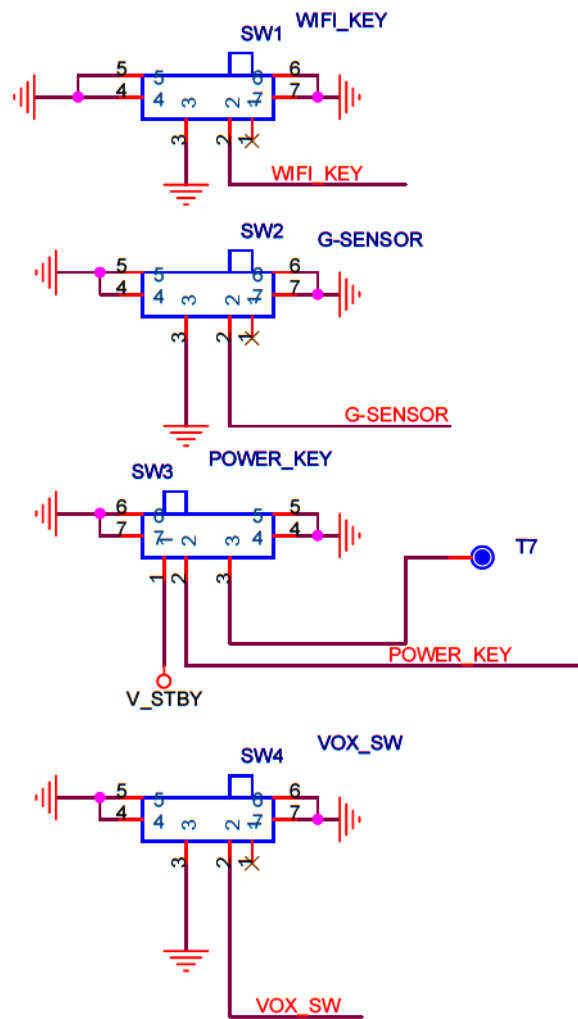 WIFI_KEY
SW1
5 5 6 6
4 4 3 2 1 7 7
3 2 1
WIFI_KEY
SW2 G-SENSOR
5 5 6 6
4 4 3 2 1 7 7
3 2 1
G-SENSOR
POWER_KEY
SW3
6 6 5 5
7 7 1 2 3 4 4
1 2 3
T7
POWER_KEY
V_STBY
VOX_SW
SW4
5 5 6 6
4 4 3 2 1 7 7
3 2 1
VOX_SW